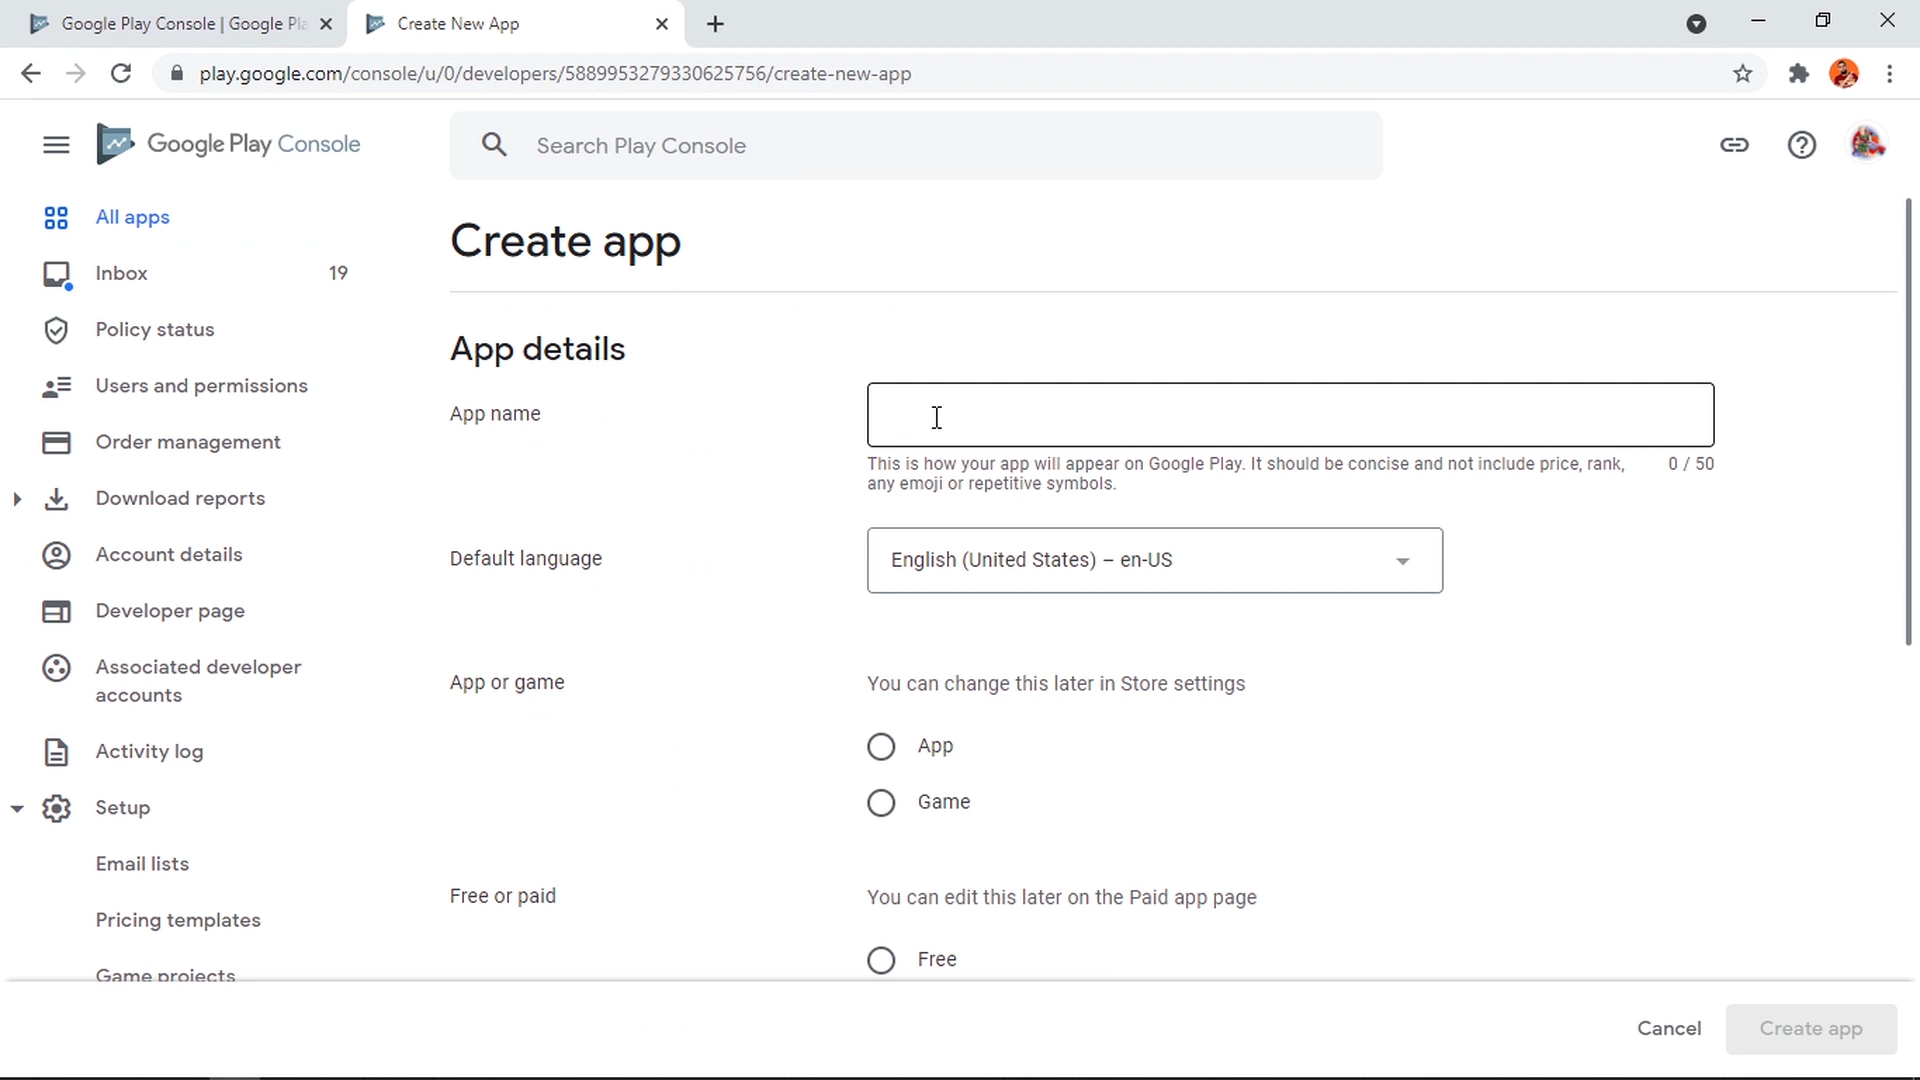 Google Play Console | Google Pla
Create New App
play.google.com/console/u/0/developers/5889953279330625756/create-new-app
Google Play Console
Search Play Console
All apps
Inbox 19
Policy status
Users and permissions
Order management
Download reports
Account details
Developer page
Associated developer
accounts
Activity log
Setup
Email lists
Pricing templates
Game projects
Create app
App details
App name
This is how your app will appear on Google Play. It should be concise and not include price, rank, 0 / 50
any emoji or repetitive symbols.
Default language
English (United States) – en-US
App or game
You can change this later in Store settings
App
Game
Free or paid
You can edit this later on the Paid app page
Free
Cancel
Create app